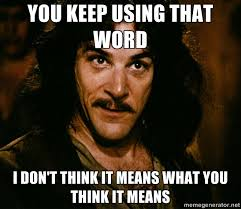 YOU KEEP USING THAT
WORD
I DON'T THINK IT MEANS WHAT YOU
THINK IT MEANS
memegenerator.net